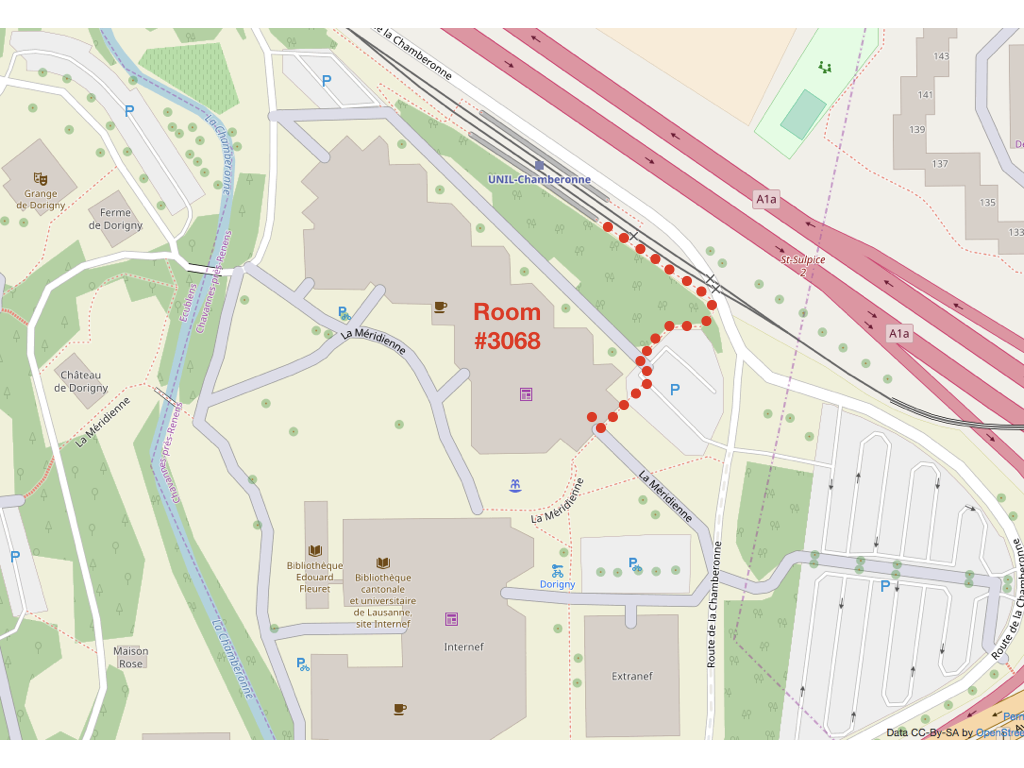 de la Chamberonne
P
143
141
139
137
135
133
P
La Chamberonne
UNIL-Chamberonne
A1a
Grange
de Dorigny
Ferme
de Dorigny
St-Sulpice
2
Chavannes-près-Renens
Ecublens
Room
#3068
La Méridienne
A1a
Château
de Dorigny
P
La Méridienne
Chavannes-près-Renens
La Méridienne
La Méridienne
P
Bibliothèque
Edouard
Fleuret
Bibliothèque
cantonale
et universitaire
de Lausanne,
site Internef
Dorigny
P
Route de la Chamberonne
Route de la Chamberonne
La Chamberonne
Internef
Maison
Rose
Extranef
Data CC-By-SA by OpenStree